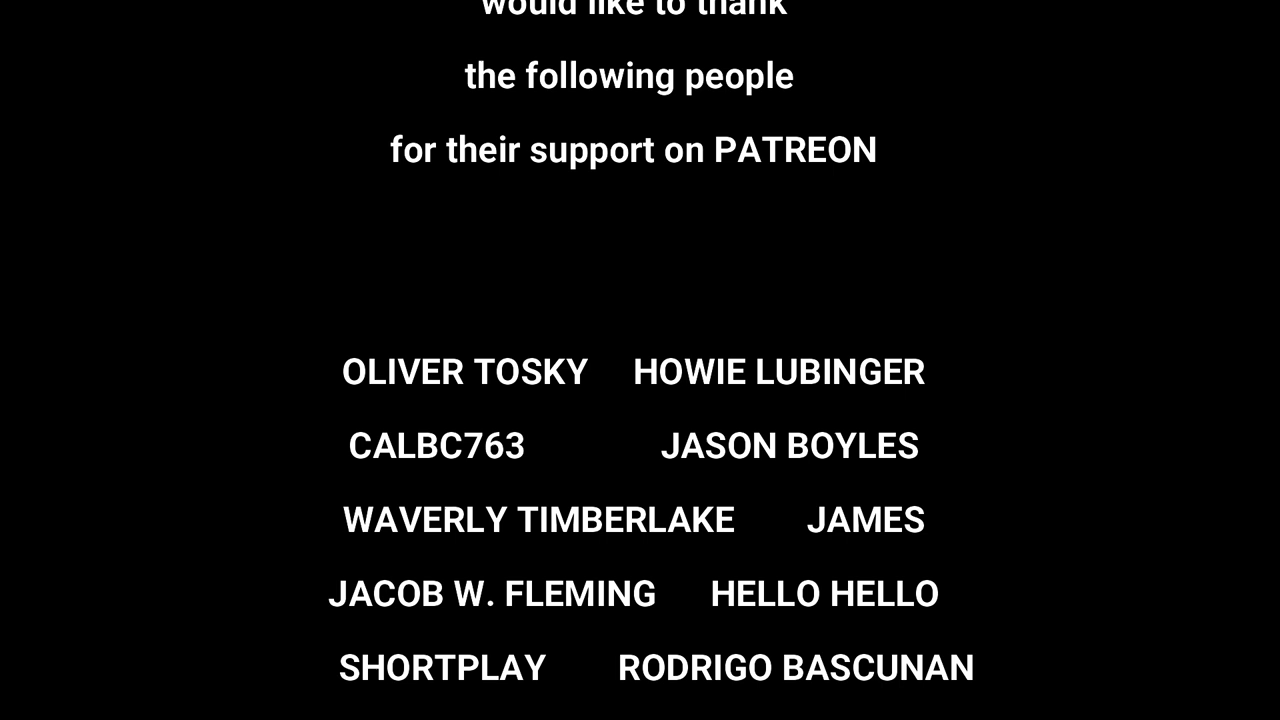 would like to thank
the following people
for their support on PATREON
OLIVER TOSKY HOWIE LUBINGER
CALBC763 JASON BOYLES
WAVERLY TIMBERLAKE JAMES
JACOB W. FLEMING HELLO HELLO
SHORTPLAY RODRIGO BASCUNAN